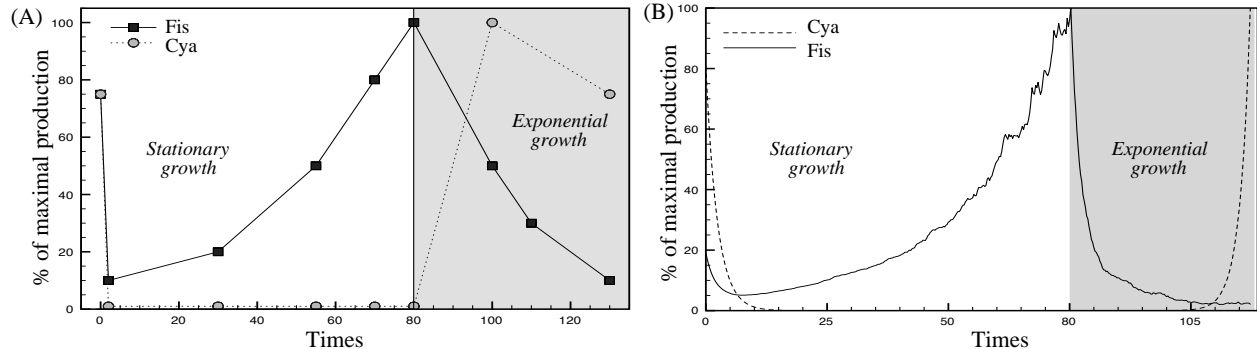 (A)
% of maximal production
100
80
60
40
20
0
Fis
Cya
Stationary
growth
Exponential
growth
0
20
40
60
80
100
120
Times
(B)
% of maximal production
100
80
60
40
20
0
Cya
Fis
Stationary
growth
Exponential
growth
0
25
50
80
105
Times